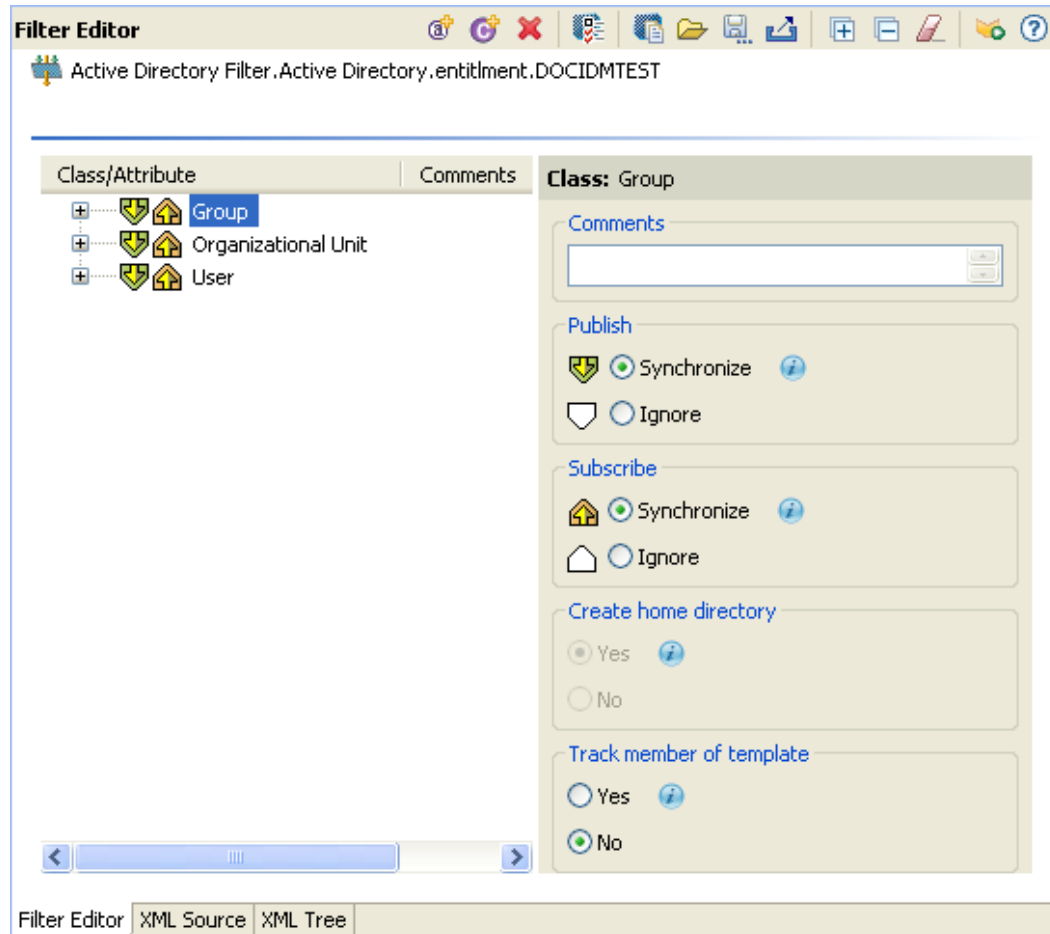 Filter Editor
Active Directory Filter.Active Directory.entitlment.DOCIDMTEST
Class/Attribute Comments
Group
Organizational Unit
User
Class: Group
Comments
Publish
Synchronize
Ignore
Subscribe
Synchronize
Ignore
Create home directory
Yes
No
Track member of template
Yes
No
Filter Editor XML Source XML Tree